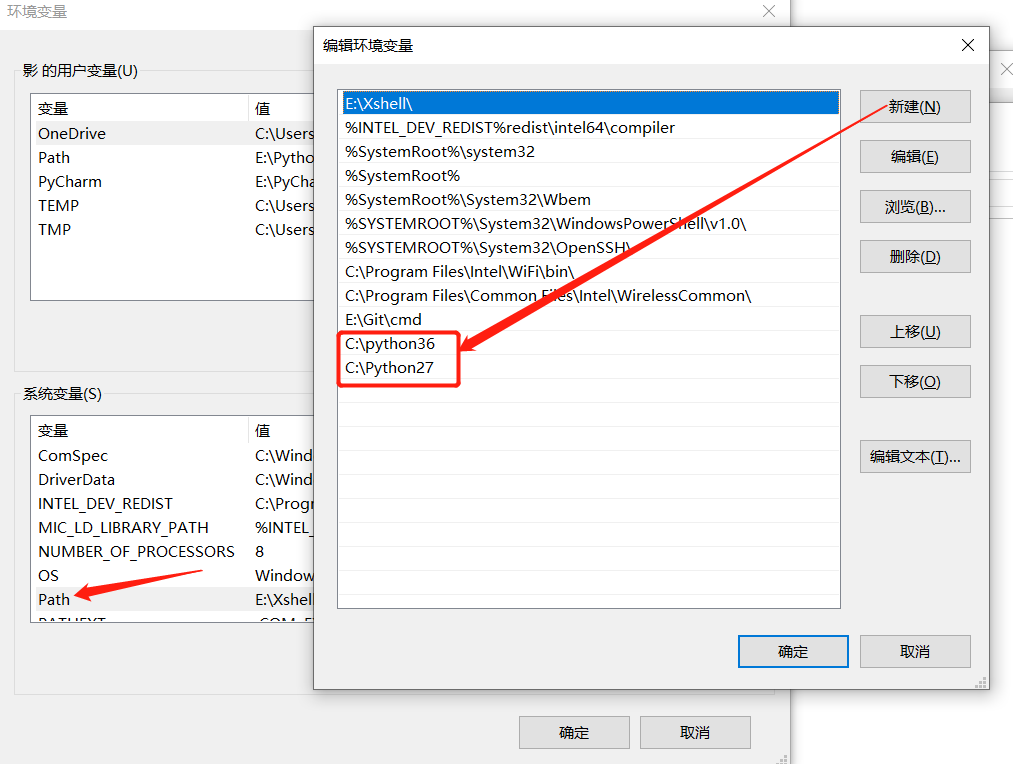 环境变量
影 的用户变量(U)
变量 值
OneDrive C:\Users
Path E:\Pytho
PyCharm E:\PyCha
TEMP C:\Users
TMP C:\Users
系统变量(S)
变量 值
ComSpec C:\Wind
DriverData C:\Wind
INTEL_DEV_REDIST C:\Progr
MIC_LD_LIBRARY_PATH %INTEL_
NUMBER_OF_PROCESSORS 8
OS Window
Path E:\Xshell
PATHEXT
确定 取消
编辑环境变量
E:\Xshell\
%INTEL_DEV_REDIST%redist\intel64\compiler
%SystemRoot%\system32
%SystemRoot%
%SystemRoot%\System32\Wbem
%SYSTEMROOT%\System32\WindowsPowerShell\v1.0\
%SYSTEMROOT%\System32\OpenSSH\
C:\Program Files\Intel\WiFi\bin\
C:\Program Files\Common Files\Intel\WirelessCommon\
E:\Git\cmd
C:\python36
C:\Python27
新建(N)
编辑(E)
浏览(B)...
删除(D)
上移(U)
下移(O)
编辑文本(T)...
确定 取消